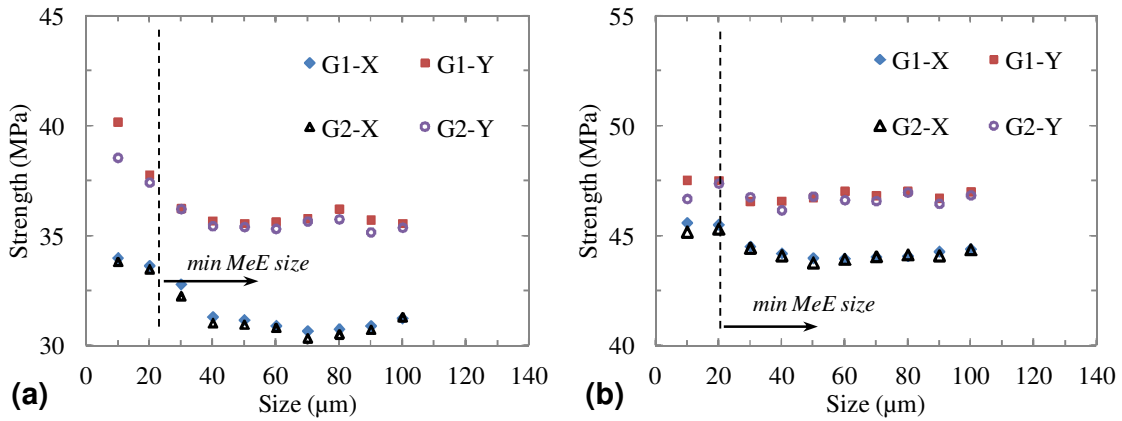 45
40
35
30
Strength (MPa)
G1-X G1-Y
G2-X G2-Y
min MeE size
0 20 40 60 80 100 120 140
Size (μm)
(a)
55
50
45
40
Strength (MPa)
G1-X G1-Y
G2-X G2-Y
min MeE size
0 20 40 60 80 100 120 140
Size (μm)
(b)